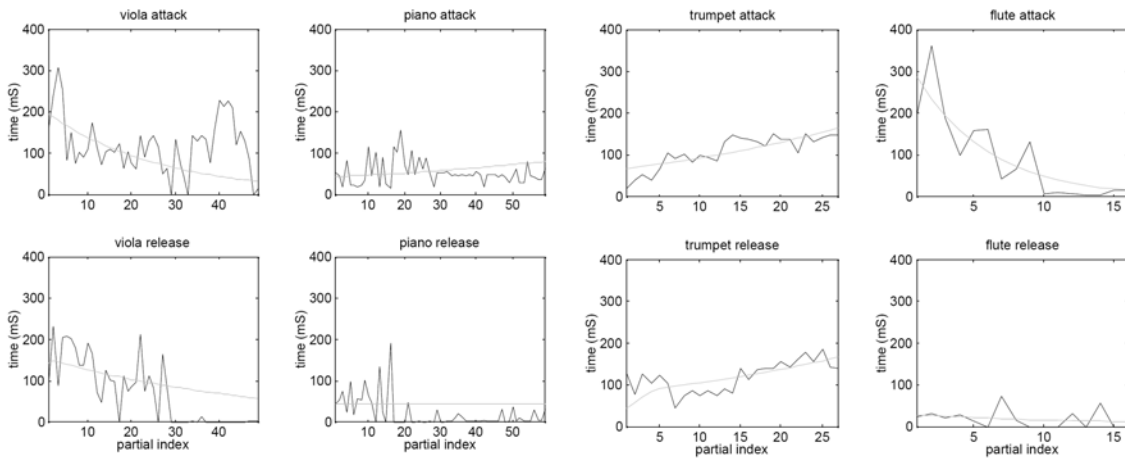 viola attack
piano attack
trumpet attack
flute attack
time (mS)
400
300
200
100
0
10 20 30 40
time (mS)
400
300
200
100
0
10 20 30 40 50
time (mS)
400
300
200
100
0
5 10 15 20 25
time (mS)
400
300
200
100
0
5 10 15
viola release
piano release
trumpet release
flute release
time (mS)
400
300
200
100
0
10 20 30 40
partial index
time (mS)
400
300
200
100
0
10 20 30 40 50
partial index
time (mS)
400
300
200
100
0
5 10 15 20 25
partial index
time (mS)
400
300
200
100
0
5 10 15
partial index